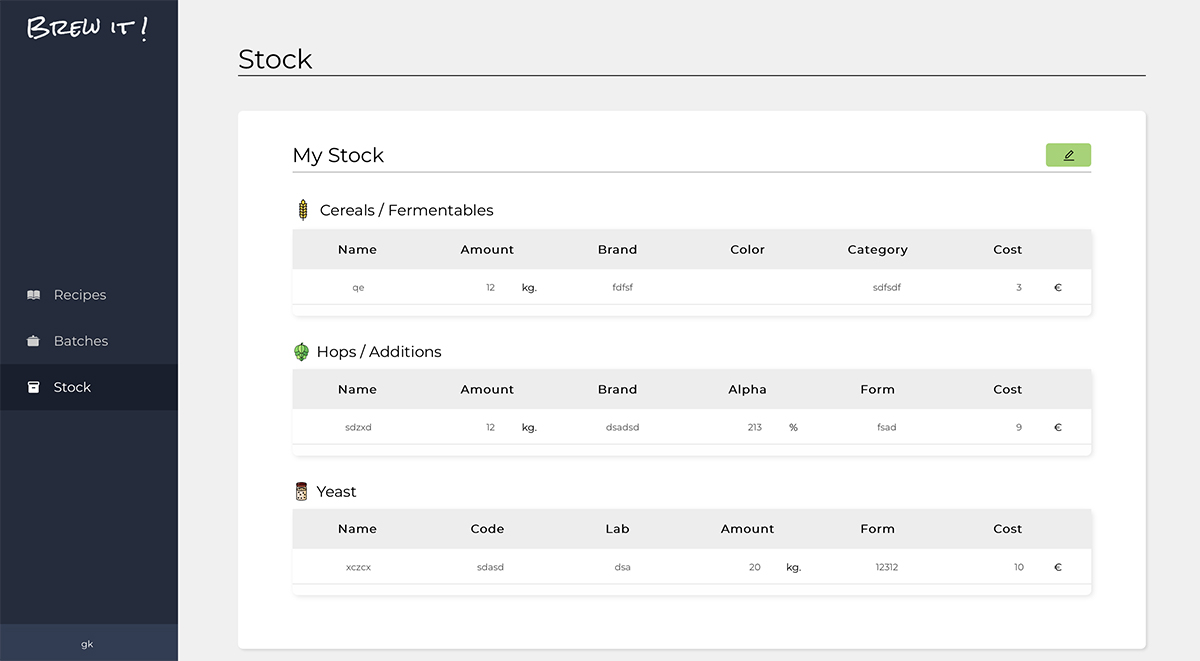 Brew it!
Recipes
Batches
Stock
gk
Stock
My Stock
Cereals / Fermentables
Name Amount Brand Color Category Cost
qe 12 kg. fdfsf sdfsdf 3 €
Hops / Additions
Name Amount Brand Alpha Form Cost
sdzxd 12 kg. dsadsd 213 % fsad 9 €
Yeast
Name Code Lab Amount Form Cost
xczcx sdasd dsa 20 kg. 12312 10 €